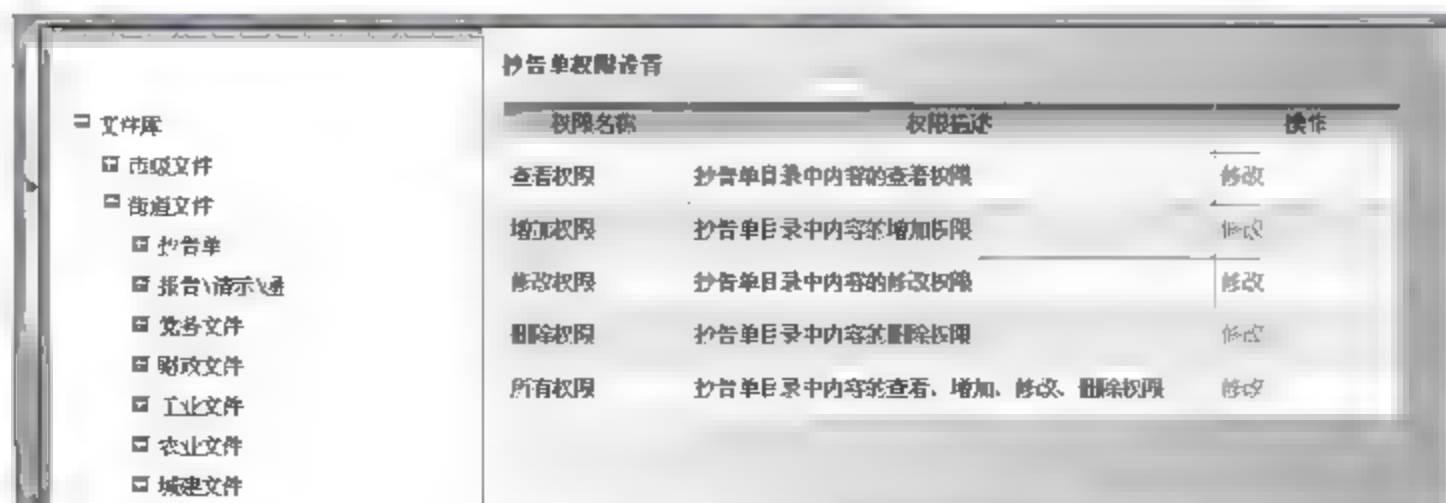 文件库
市级文件
街道文件
抄告单
报告\请示\通
党务文件
财政文件
工业文件
农业文件
城建文件
抄告单权限设置
权限名称 权限描述 操作
查看权限 抄告单目录中内容的查看权限 修改
增加权限 抄告单目录中内容的增加权限 修改
修改权限 抄告单目录中内容的修改权限 修改
删除权限 抄告单目录中内容的删除权限 修改
所有权限 抄告单目录中内容的查看、增加、修改、删除权限 修改